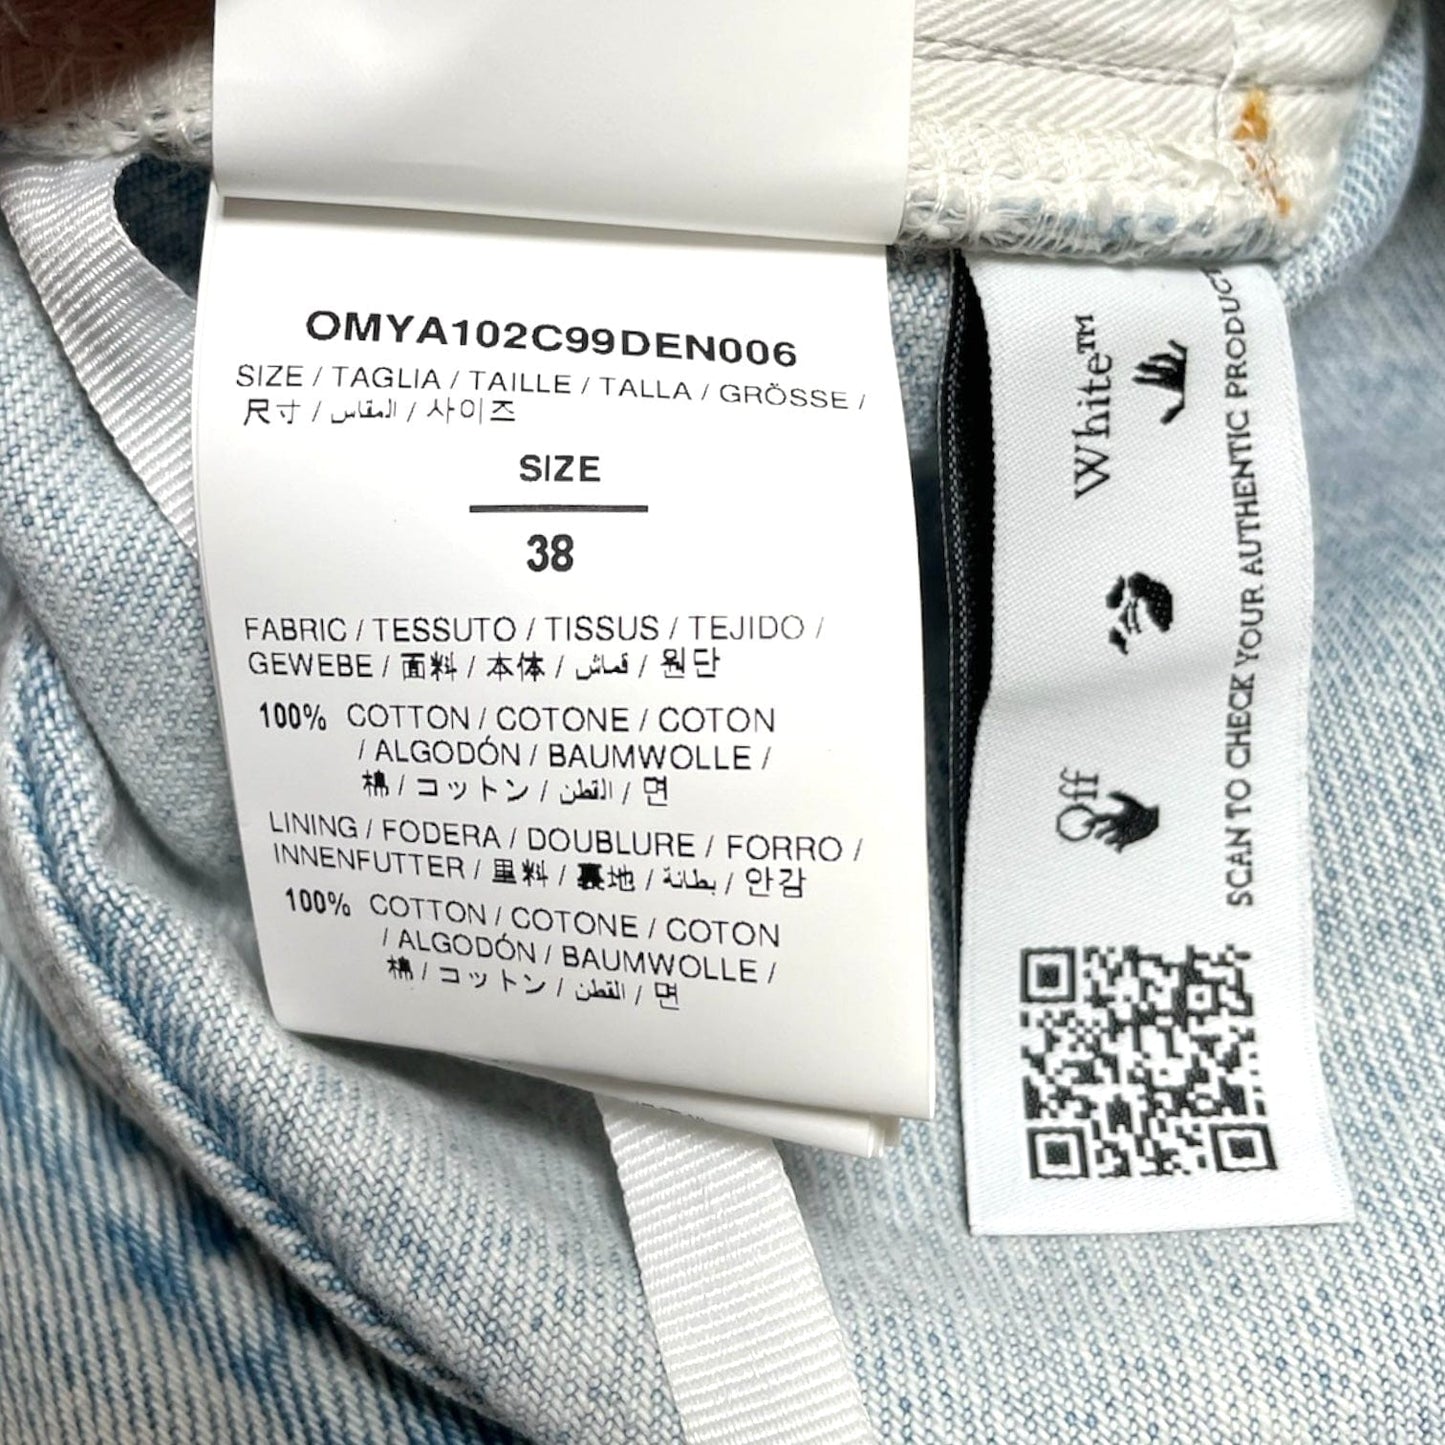 OMYA102C99DEN006
SIZE / TAGLIA / TAILLE / TALLA / GRÖSSE /
尺寸 / المقاس / 사이즈
SIZE
38
FABRIC / TESSUTO / TISSUS / TEJIDO /
GEWEBE / 面料 / 本体 / قماش / 원단
100% COTTON / COTONE / COTON
/ ALGODÓN / BAUMWOLLE /
棉 / コットン / القطن / 면
LINING / FODERA / DOUBLURE / FORRO /
INNENFUTTER / 里料 / 裏地 / بطانة / 안감
100% COTTON / COTONE / COTON
/ ALGODÓN / BAUMWOLLE /
棉 / コットン / القطن / 면
Off White™
SCAN TO CHECK YOUR AUTHENTIC PRODUCT